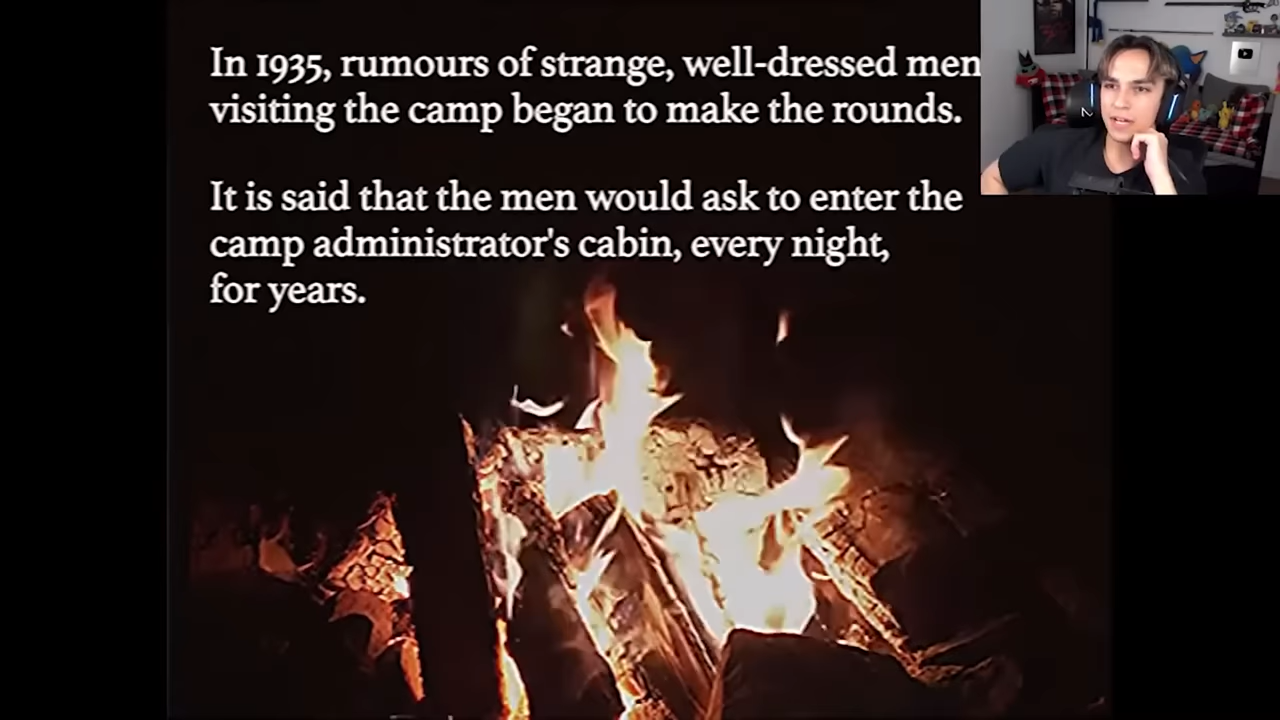 In 1935, rumours of strange, well-dressed men
visiting the camp began to make the rounds.
It is said that the men would ask to enter the
camp administrator's cabin, every night,
for years.